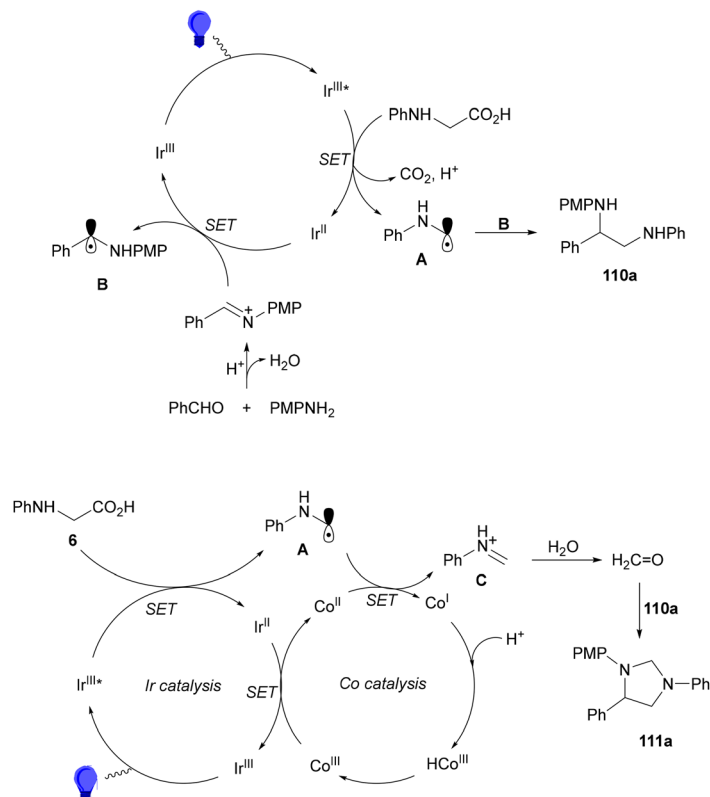 Ir^III*
PhNH CO₂H
SET
Ir^III
CO₂, H⁺
SET
Ir^II
H
N
Ph
A
B
PMPHN
Ph NHPh
110a
Ph NHPMP
B
Ph N⁺ PMP
H⁺ H₂O
PhCHO + PMPNH₂
PhNH CO₂H
6
H
N
Ph
A
H
N⁺
Ph
C
H₂O
H₂C=O
SET
Co^II SET Co^I
Ir^II
110a
H⁺
Ir^III* Ir catalysis SET Co catalysis
PMP N N Ph
Ph
111a
Ir^III Co^III HCo^III